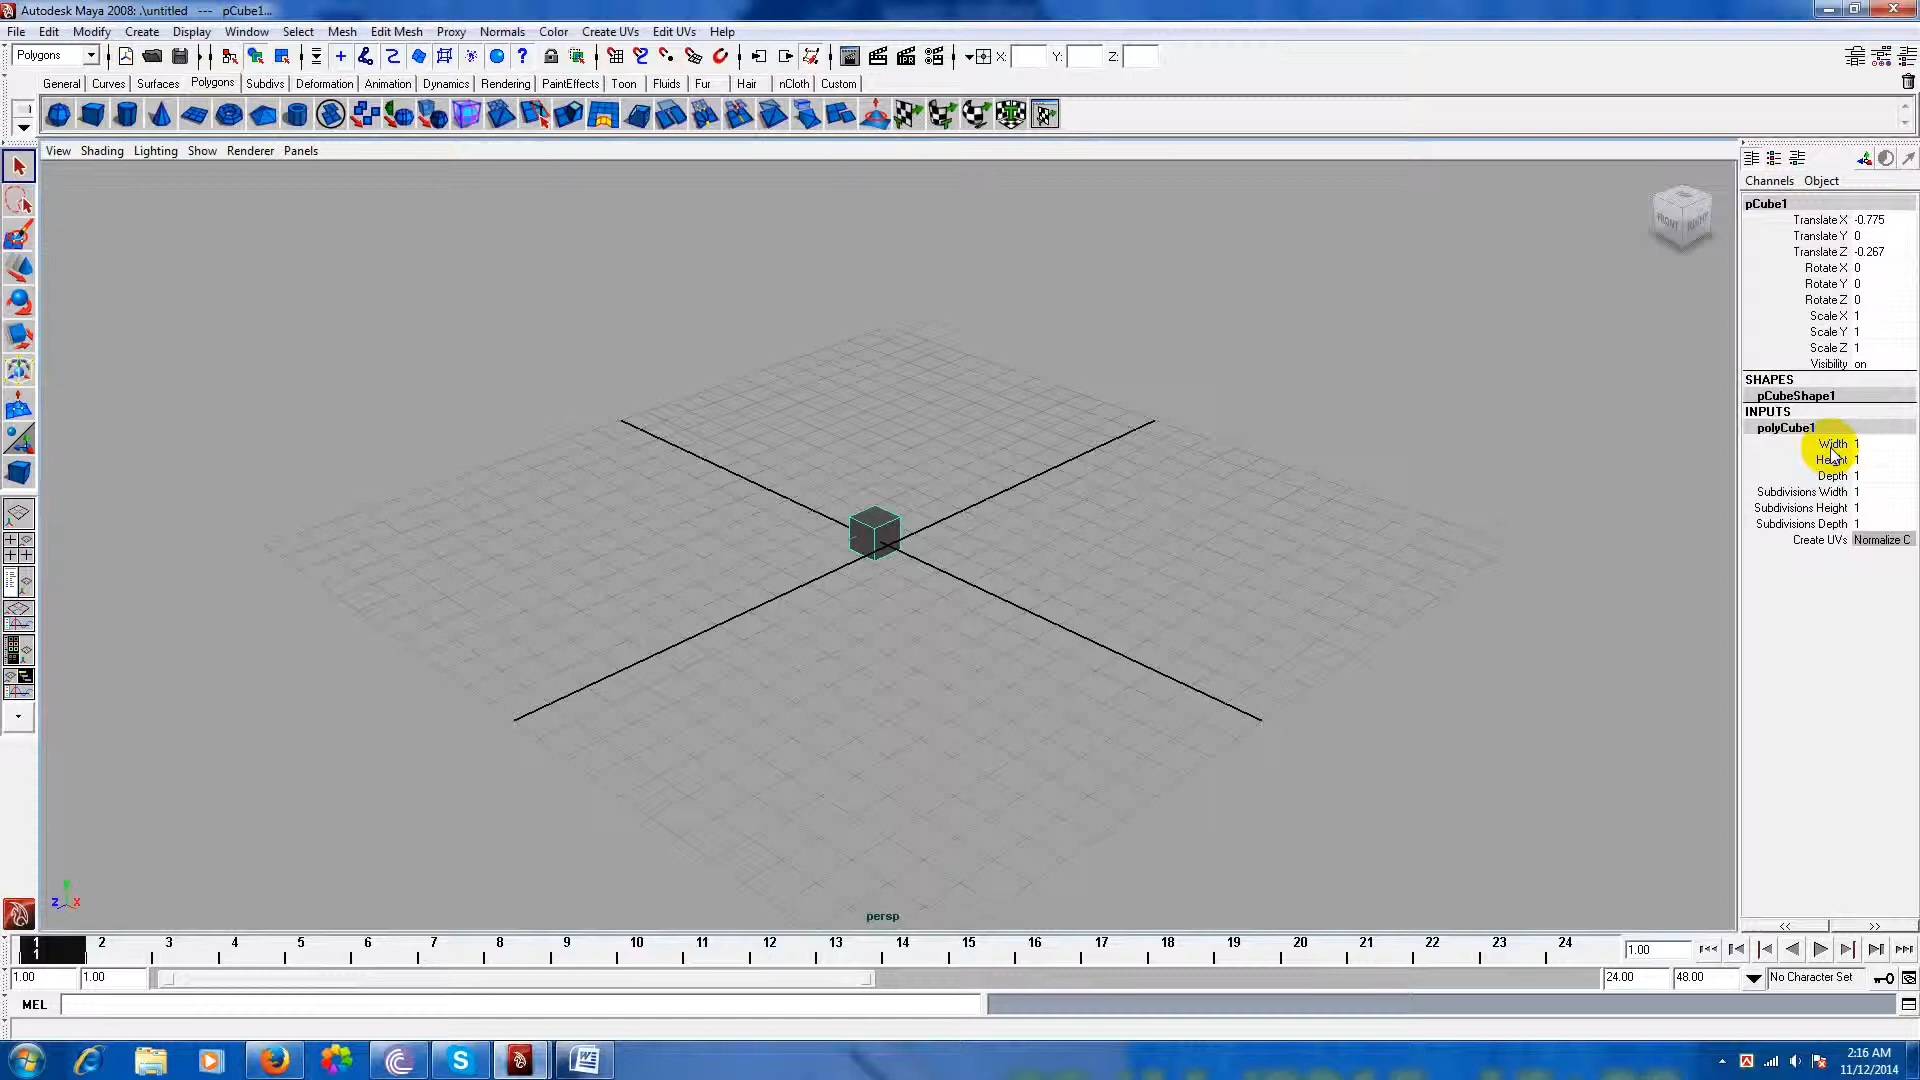 Autodesk Maya 2008: .\untitled --- pCube1...
File Edit Modify Create Display Window Select Mesh Edit Mesh Proxy Normals Color Create UVs Edit UVs Help
Polygons X: Y: Z:
General Curves Surfaces Polygons Subdivs Deformation Animation Dynamics Rendering PaintEffects Toon Fluids Fur Hair nCloth Custom
View Shading Lighting Show Renderer Panels
Channels Object
pCube1
Translate X -0.775
Translate Y 0
Translate Z -0.267
Rotate X 0
Rotate Y 0
Rotate Z 0
Scale X 1
Scale Y 1
Scale Z 1
Visibility on
SHAPES
pCubeShape1
INPUTS
polyCube1
Width 1
Height 1
Depth 1
Subdivisions Width 1
Subdivisions Height 1
Subdivisions Depth 1
Create UVs Normalize C
FRONT RIGHT
Y
Z X
persp
<< >>
1 2 3 4 5 6 7 8 9 10 11 12 13 14 15 16 17 18 19 20 21 22 23 24 1.00
1
1.00 1.00 24.00 48.00 No Character Set
MEL
2:16 AM
11/12/2014